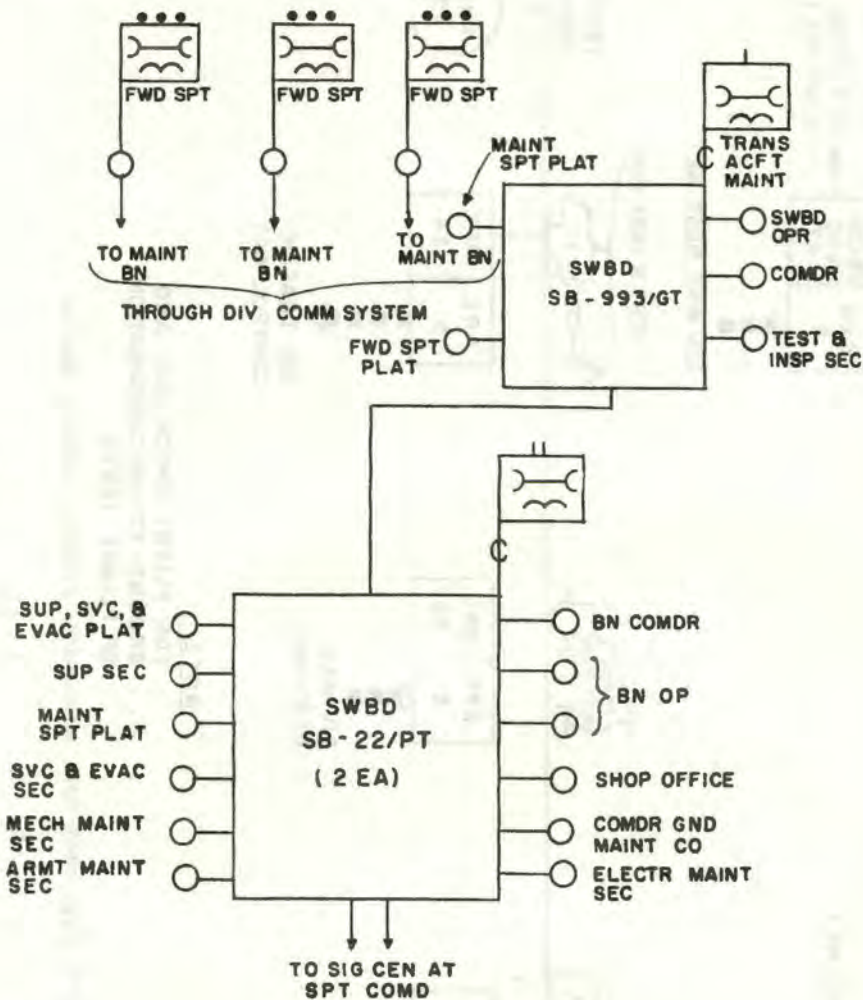 FWD SPT
FWD SPT
FWD SPT
TRANS
ACFT
MAINT
MAINT
SPT PLAT
TO MAINT
BN
TO MAINT
BN
TO
MAINT BN
THROUGH DIV COMM SYSTEM
FWD SPT
PLAT
SWBD
SB-993/GT
SWBD
OPR
COMDR
TEST &
INSP SEC
SUP, SVC, &
EVAC PLAT
SUP SEC
MAINT
SPT PLAT
SVC & EVAC
SEC
MECH MAINT
SEC
ARMT MAINT
SEC
SWBD
SB-22/PT
(2 EA)
BN COMDR
BN OP
SHOP OFFICE
COMDR GND
MAINT CO
ELECTR MAINT
SEC
TO SIG CEN AT
SPT COMD